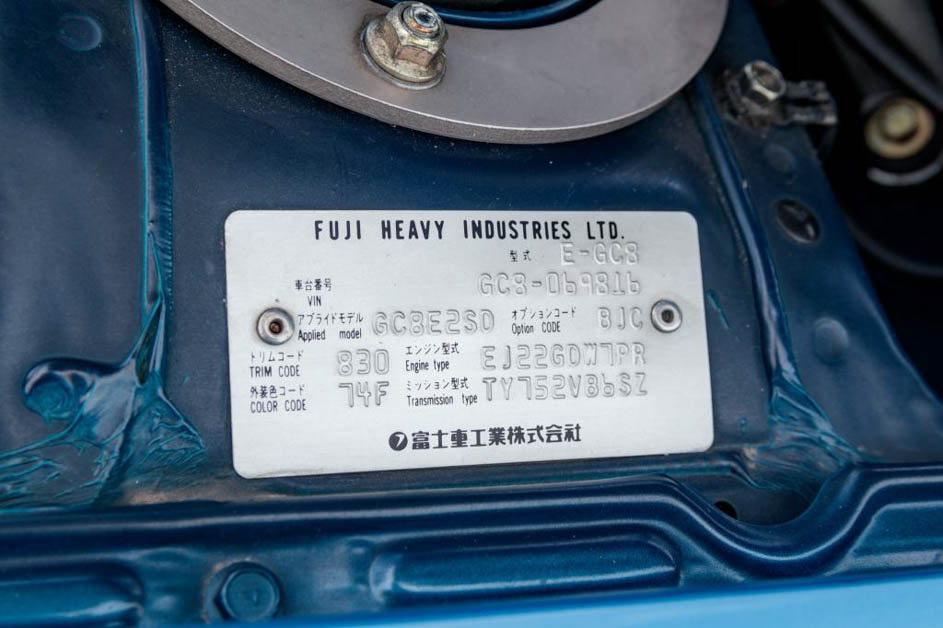 FUJI HEAVY INDUSTRIES LTD.
型式 E-GC8
車台番号 VIN GC8-069816
アプライドモデル Applied model GC8E2SD オプションコード Option CODE BJC
トリムコード TRIM CODE 830 エンジン型式 Engine type EJ22GDW7PR
外装色コード COLOR CODE 74F ミッション型式 Transmission type TY752VB6SZ
富士重工業株式会社